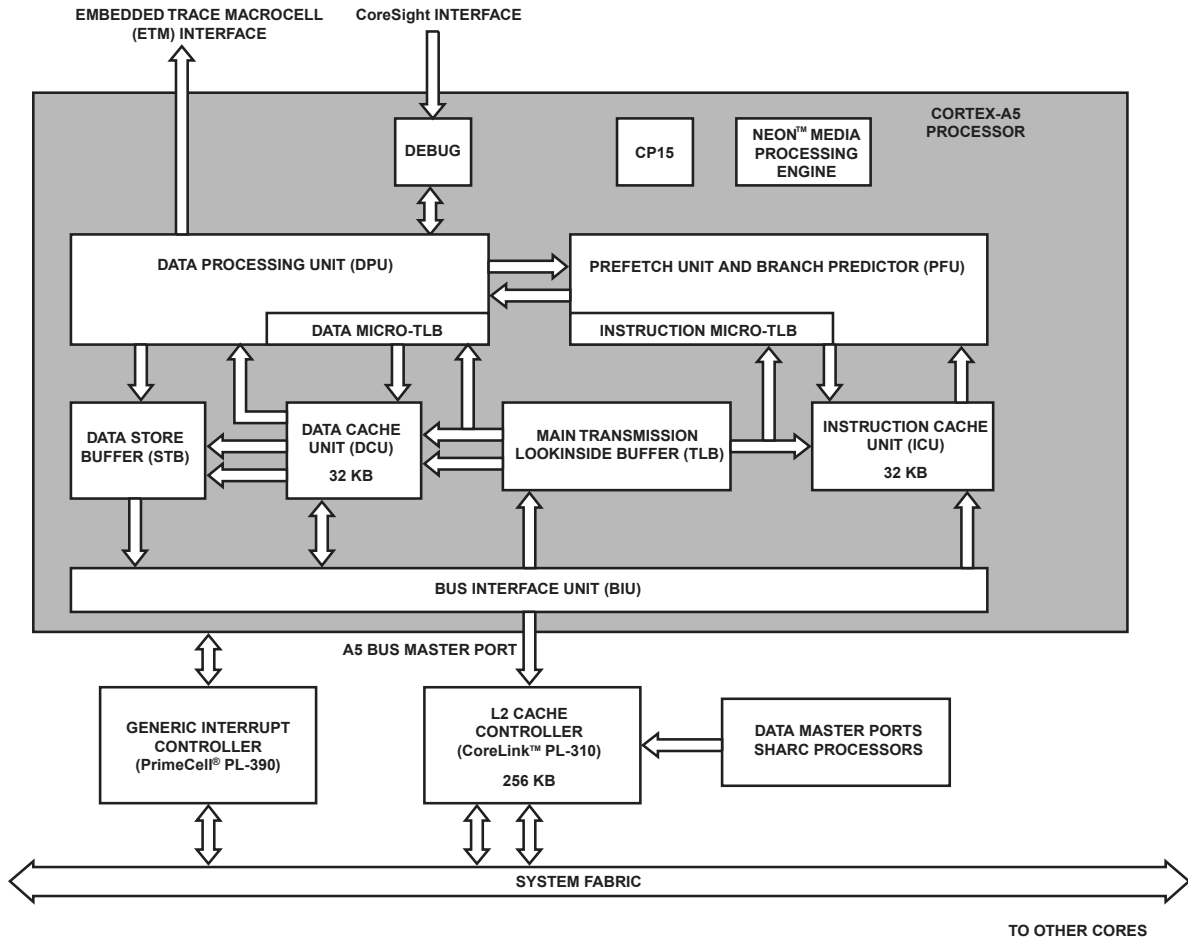 EMBEDDED TRACE MACROCELL
(ETM) INTERFACE
CoreSight INTERFACE
CORTEX-A5
PROCESSOR
DEBUG
CP15
NEON™ MEDIA
PROCESSING
ENGINE
DATA PROCESSING UNIT (DPU)
PREFETCH UNIT AND BRANCH PREDICTOR (PFU)
DATA MICRO-TLB
INSTRUCTION MICRO-TLB
DATA STORE
BUFFER (STB)
DATA CACHE
UNIT (DCU)
32 KB
MAIN TRANSMISSION
LOOKINSIDE BUFFER (TLB)
INSTRUCTION CACHE
UNIT (ICU)
32 KB
BUS INTERFACE UNIT (BIU)
A5 BUS MASTER PORT
GENERIC INTERRUPT
CONTROLLER
(PrimeCell® PL-390)
L2 CACHE
CONTROLLER
(CoreLink™ PL-310)
256 KB
DATA MASTER PORTS
SHARC PROCESSORS
SYSTEM FABRIC
TO OTHER CORES